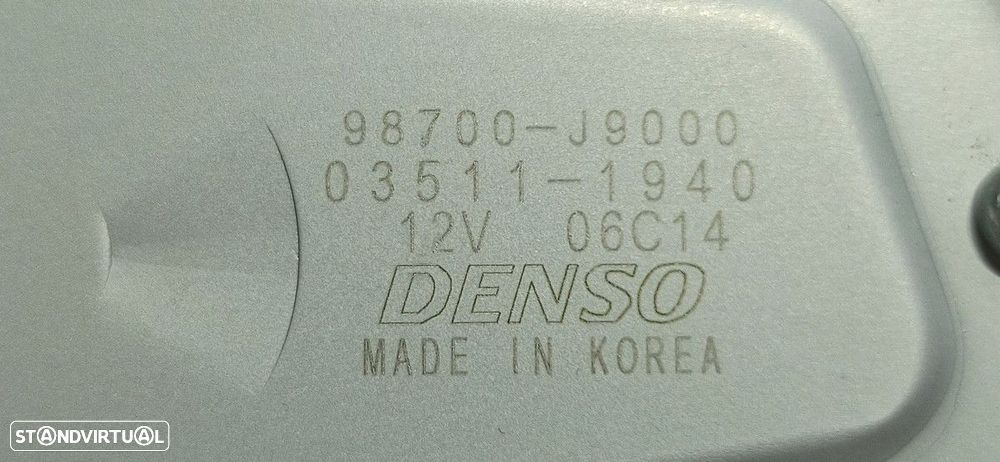 98700-J9000
03511-1940
12V 06C14
DENSO
MADE IN KOREA
STANDVIRTUAL